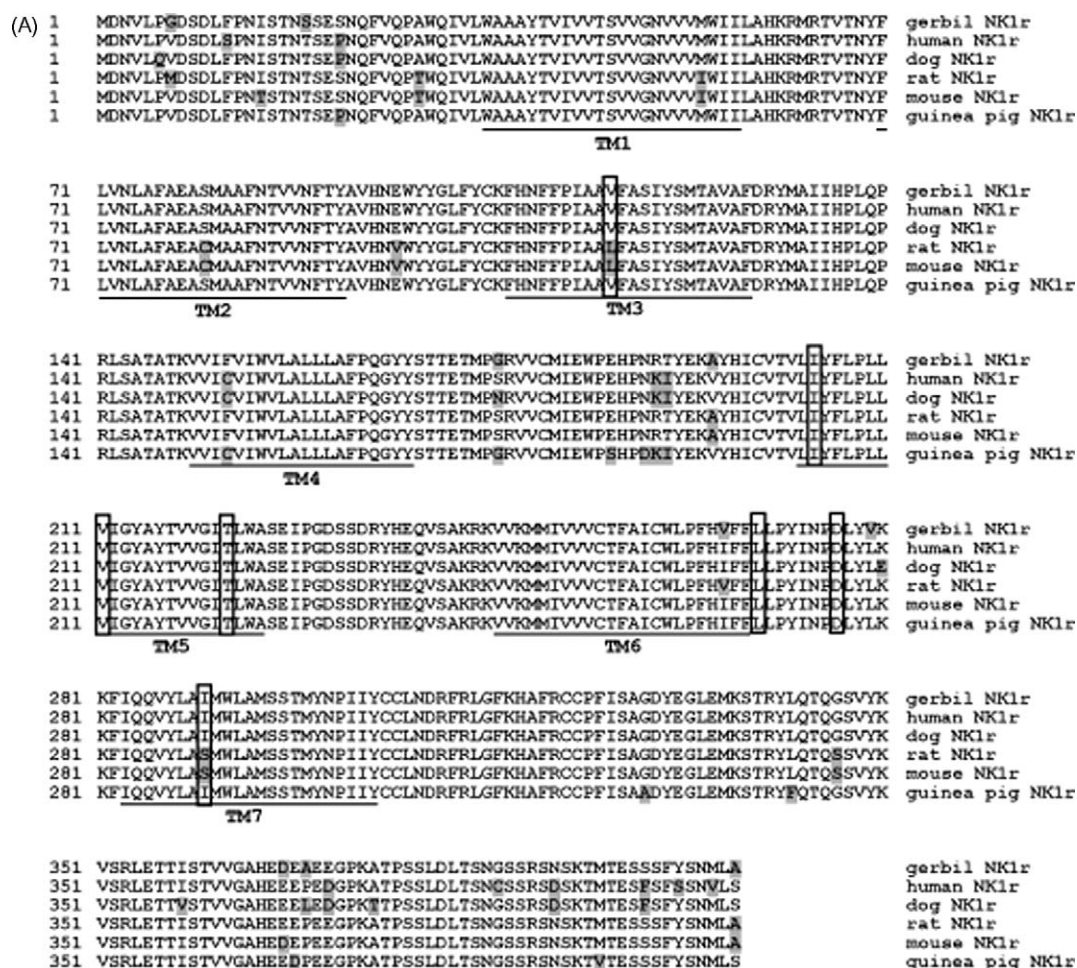 (A)
1 MDNVLPGDSDLFPNISTNSSESNQFVQPAWQIVLWAAAYTVIVVTSVVGNVVVMWIILAHKRMRTVTNYF gerbil NK1r
1 MDNVLPVDSDLSPNISTNTSEPNQFVQPAWQIVLWAAAYTVIVVTSVVGNVVVMWIILAHKRMRTVTNYF human NK1r
1 MDNVLQVDSDLFPNISTNTSEPNQFVQPAWQIVLWAAAYTVIVVTSVVGNVVVMWIILAHKRMRTVTNYF dog NK1r
1 MDNVLPMDSDLFPNISTNTSESNQFVQPTWQIVLWAAAYTVIVVTSVVGNVVVIWIILAHKRMRTVTNYF rat NK1r
1 MDNVLPVDSDLFPNTSTNTSESNQFVQPTWQIVLWAAAYTVIVVTSVVGNVVVIWIILAHKRMRTVTNYF mouse NK1r
1 MDNVLPVDSDLFPNISTNTSEPNQFVQPAWQIVLWAAAYTVIVVTSVVGNVVVMWIILAHKRMRTVTNYF guinea pig NK1r
TM1
71 LVNLAFAEASMAAFNTVVNFTYAVHNEWYYGLFYCKFHNFFPIAAVFASIYSMTAVAFDRYMAIIHPLQP gerbil NK1r
71 LVNLAFAEASMAAFNTVVNFTYAVHNEWYYGLFYCKFHNFFPIAAVFASIYSMTAVAFDRYMAIIHPLQP human NK1r
71 LVNLAFAEASMAAFNTVVNFTYAVHNEWYYGLFYCKFHNFFPIAAVFASIYSMTAVAFDRYMAIIHPLQP dog NK1r
71 LVNLAFAEACMAAFNTVVNFTYAVHNVWYYGLFYCKFHNFFPIAALFASIYSMTAVAFDRYMAIIHPLQP rat NK1r
71 LVNLAFAEACMAAFNTVVNFTYAVHNVWYYGLFYCKFHNFFPIAALFASIYSMTAVAFDRYMAIIHPLQP mouse NK1r
71 LVNLAFAEASMAAFNTVVNFTYAVHNEWYYGLFYCKFHNFFPIAAVFASIYSMTAVAFDRYMAIIHPLQP guinea pig NK1r
TM2 TM3
141 RLSATATKVVIFVIWVLALLLAFPQGYYSTTETMPGRVVCMIEWPEHPNRTYEKAYHICVTVLIYFLPLL gerbil NK1r
141 RLSATATKVVICVIWVLALLLAFPQGYYSTTETMPSRVVCMIEWPEHPNKIYEKVYHICVTVLIYFLPLL human NK1r
141 RLSATATKVVICVIWVLALLLAFPQGYYSTTETMPNRVVCMIEWPEHPNKIYEKVYHICVTVLIYFLPLL dog NK1r
141 RLSATATKVVIFVIWVLALLLAFPQGYYSTTETMPSRVVCMIEWPEHPNRTYEKAYHICVTVLIYFLPLL rat NK1r
141 RLSATATKVVIFVIWVLALLLAFPQGYYSTTETMPSRVVCMIEWPEHPNRTYEKAYHICVTVLIYFLPLL mouse NK1r
141 RLSATATKVVICVIWVLALLLAFPQGYYSTTETMPGRVVCMIEWPSHPDKIYEKVYHICVTVLIYFLPLL guinea pig NK1r
TM4
211 VIGYAYTVVGITLWASEIPGDSSDRYHEQVSAKRKVVKMMIVVVCTFAICWLPFHVFFLLPYINPDLYVK gerbil NK1r
211 VIGYAYTVVGITLWASEIPGDSSDRYHEQVSAKRKVVKMMIVVVCTFAICWLPFHIFFLLPYINPDLYLK human NK1r
211 VIGYAYTVVGITLWASEIPGDSSDRYHEQVSAKRKVVKMMIVVVCTFAICWLPFHIFFLLPYINPDLYLE dog NK1r
211 VIGYAYTVVGITLWASEIPGDSSDRYHEQVSAKRKVVKMMIVVVCTFAICWLPFHVFFLLPYINPDLYLK rat NK1r
211 VIGYAYTVVGITLWASEIPGDSSDRYHEQVSAKRKVVKMMIVVVCTFAICWLPFHIFFLLPYINPDLYLK mouse NK1r
211 VIGYAYTVVGITLWASEIPGDSSDRYHEQVSAKRKVVKMMIVVVCTFAICWLPFHIFFLLPYINPDLYLK guinea pig NK1r
TM5 TM6
281 KFIQQVYLAIMWLAMSSTMYNPIIYCCLNDRFRLGFKHAFRCCPFISAGDYEGLEMKSTRYLQTQGSVYK gerbil NK1r
281 KFIQQVYLAIMWLAMSSTMYNPIIYCCLNDRFRLGFKHAFRCCPFISAGDYEGLEMKSTRYLQTQGSVYK human NK1r
281 KFIQQVYLAIMWLAMSSTMYNPIIYCCLNDRFRLGFKHAFRCCPFISAGDYEGLEMKSTRYLQTQGSVYK dog NK1r
281 KFIQQVYLASMWLAMSSTMYNPIIYCCLNDRFRLGFKHAFRCCPFISAGDYEGLEMKSTRYLQTQSSVYK rat NK1r
281 KFIQQVYLASMWLAMSSTMYNPIIYCCLNDRFRLGFKHAFRCCPFISAGDYEGLEMKSTRYLQTQSSVYK mouse NK1r
281 KFIQQVYLAIMWLAMSSTMYNPIIYCCLNDRFRLGFKHAFRCCPFISAADYEGLEMKSTRYFQTQGSVYK guinea pig NK1r
TM7
351 VSRLETTISTVVGAHEDEAEEGPKATPSSLDLTSNGSSRSNSKTMTESSSFYSNMLA gerbil NK1r
351 VSRLETTISTVVGAHEEEPEDGPKATPSSLDLTSNCSSRSDSKTMTESFSFSSNVLS human NK1r
351 VSRLETTVSTVVGAHEEELEDGPKTTPSSLDLTSNGSSRSDSKTMTESFSFYSNMLS dog NK1r
351 VSRLETTISTVVGAHEEEPEEGPKATPSSLDLTSNGSSRSNSKTMTESSSFYSNMLA rat NK1r
351 VSRLETTISTVVGAHEDEPEEGPKATPSSLDLTSNGSSRSNSKTMTESSSFYSNMLA mouse NK1r
351 VSRLETTISTVVGAHEEDPEEGPKATPSSLDLTSNGSSRSNSKTVTESSSFYSNMLS guinea pig NK1r